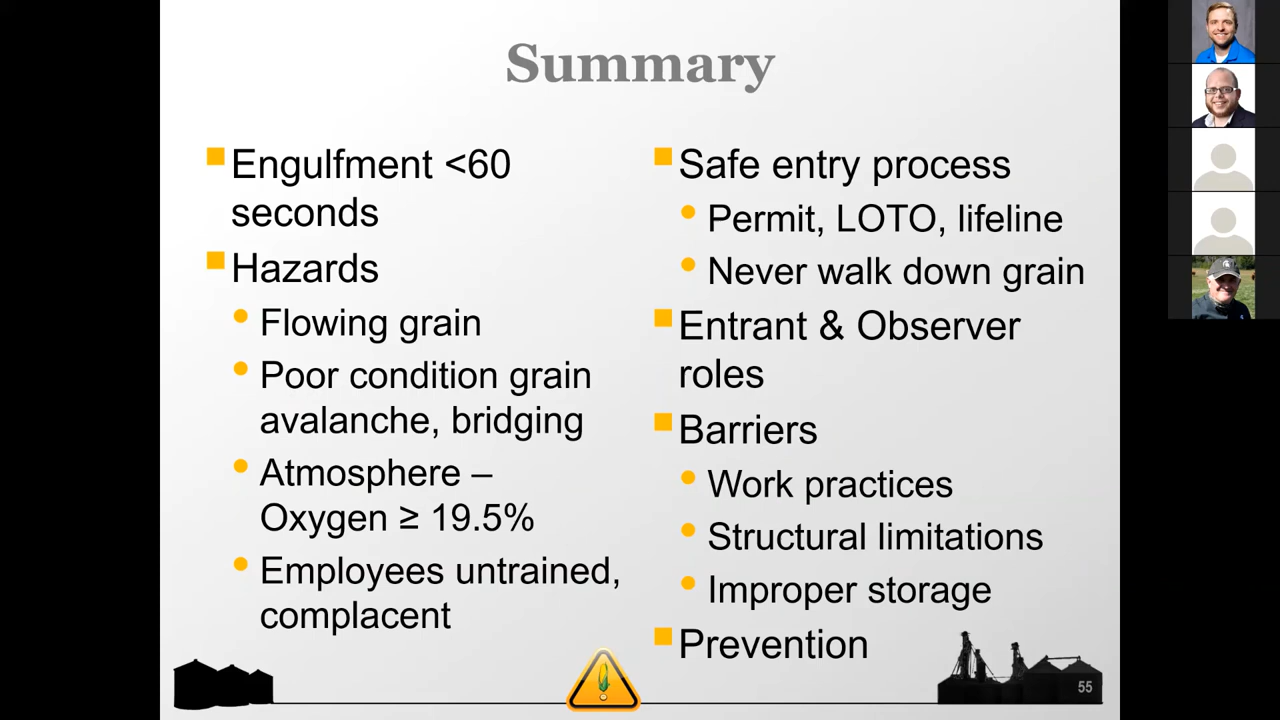 Summary
Engulfment <60
seconds
Hazards
Flowing grain
Poor condition grain
avalanche, bridging
Atmosphere –
Oxygen ≥ 19.5%
Employees untrained,
complacent
Safe entry process
Permit, LOTO, lifeline
Never walk down grain
Entrant & Observer
roles
Barriers
Work practices
Structural limitations
Improper storage
Prevention
55